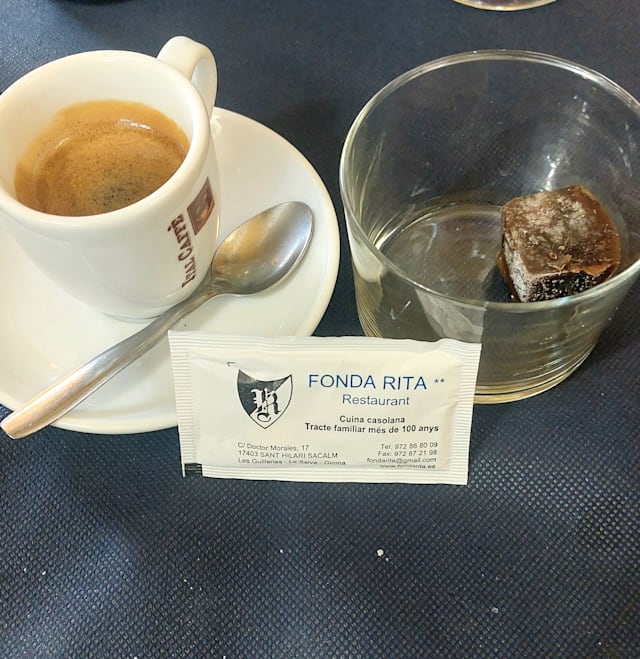 ITALCAFFÈ
FONDA RITA **
Restaurant
Cuina casolana
Tracte familiar més de 100 anys
C/ Doctor Morales, 17
17403 SANT HILARI SACALM
Les Guilleries - La Selva - Girona
Tel. 972 86 80 09
Fax: 972 87 21 98
fondarita@gmail.com
www.fondarita.es